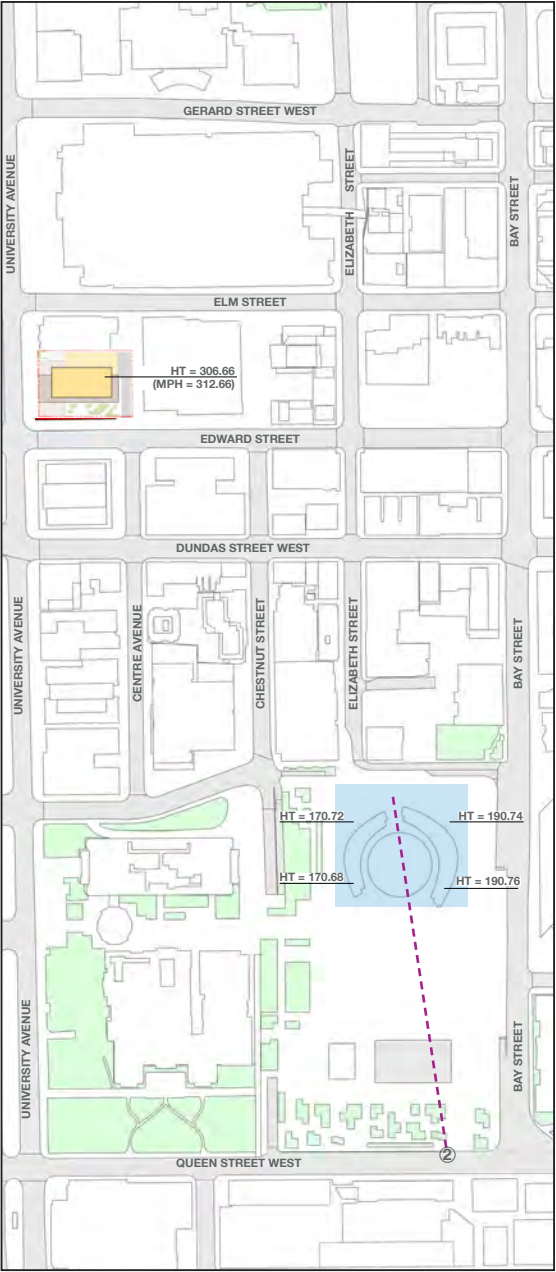 GERARD STREET WEST
UNIVERSITY AVENUE
ELIZABETH STREET
BAY STREET
ELM STREET
HT = 306.66
(MPH = 312.66)
EDWARD STREET
DUNDAS STREET WEST
UNIVERSITY AVENUE
CENTRE AVENUE
CHESTNUT STREET
ELIZABETH STREET
BAY STREET
HT = 170.72
HT = 190.74
HT = 170.68
HT = 190.76
UNIVERSITY AVENUE
BAY STREET
2
QUEEN STREET WEST